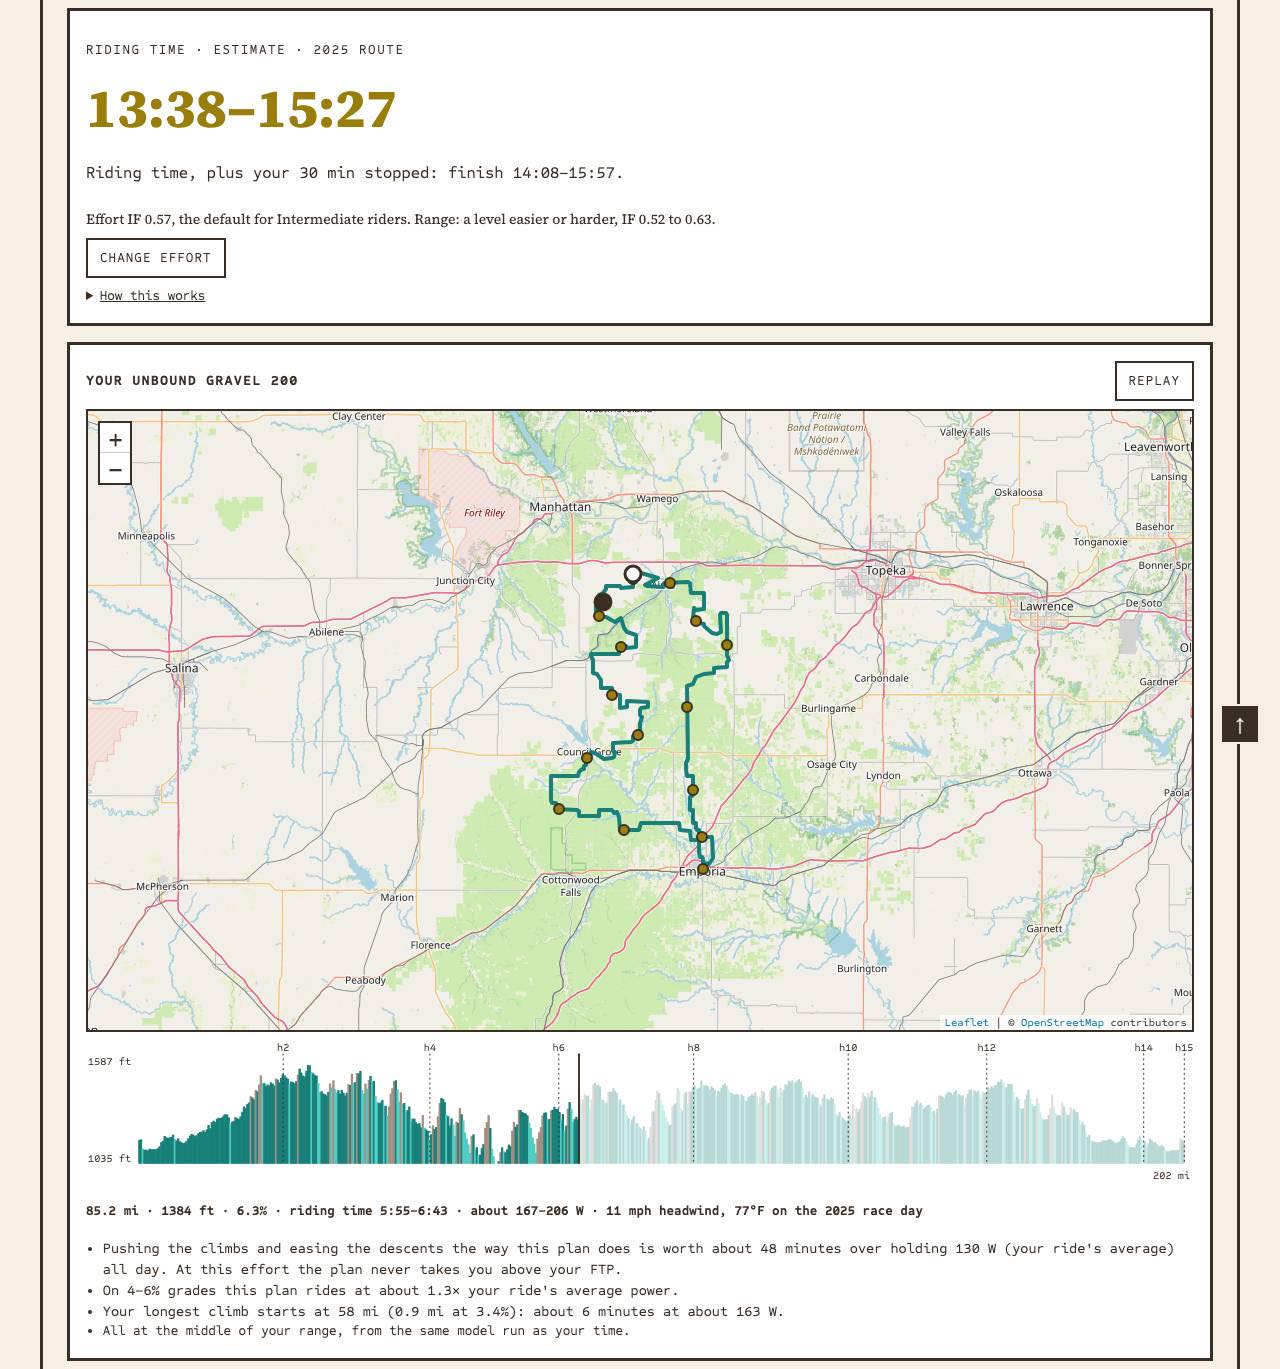 RIDING TIME · ESTIMATE · 2025 ROUTE
13:38–15:27
Riding time, plus your 30 min stopped: finish 14:08–15:57.
Effort IF 0.57, the default for Intermediate riders. Range: a level easier or harder, IF 0.52 to 0.63.
CHANGE EFFORT
▶ How this works
YOUR UNBOUND GRAVEL 200
REPLAY
+
−
Clay Center
Prairie
Band Potawatomi
Nation /
Mshkodéniwek
Valley Falls
Leavenworth
Lansing
Oskaloosa
Wamego
Manhattan
Fort Riley
Minneapolis
Basehor
Tonganoxie
Bonner Spr
Junction City
Topeka
Lawrence
De Soto
Abilene
Ol
Salina
Carbondale
Gardner
Burlingame
↑
Council Grove
Osage City
Lyndon
Ottawa
Paola
Emporia
Cottonwood
Falls
McPherson
Marion
Garnett
Florence
Burlington
Peabody
Mou
Leaflet | © OpenStreetMap contributors
h2 h4 h6 h8 h10 h12 h14 h15
1587 ft
1035 ft
202 mi
85.2 mi · 1384 ft · 6.3% · riding time 5:55–6:43 · about 167–206 W · 11 mph headwind, 77°F on the 2025 race day
• Pushing the climbs and easing the descents the way this plan does is worth about 48 minutes over holding 130 W (your ride's average)
all day. At this effort the plan never takes you above your FTP.
• On 4–6% grades this plan rides at about 1.3× your ride's average power.
• Your longest climb starts at 58 mi (0.9 mi at 3.4%): about 6 minutes at about 163 W.
• All at the middle of your range, from the same model run as your time.